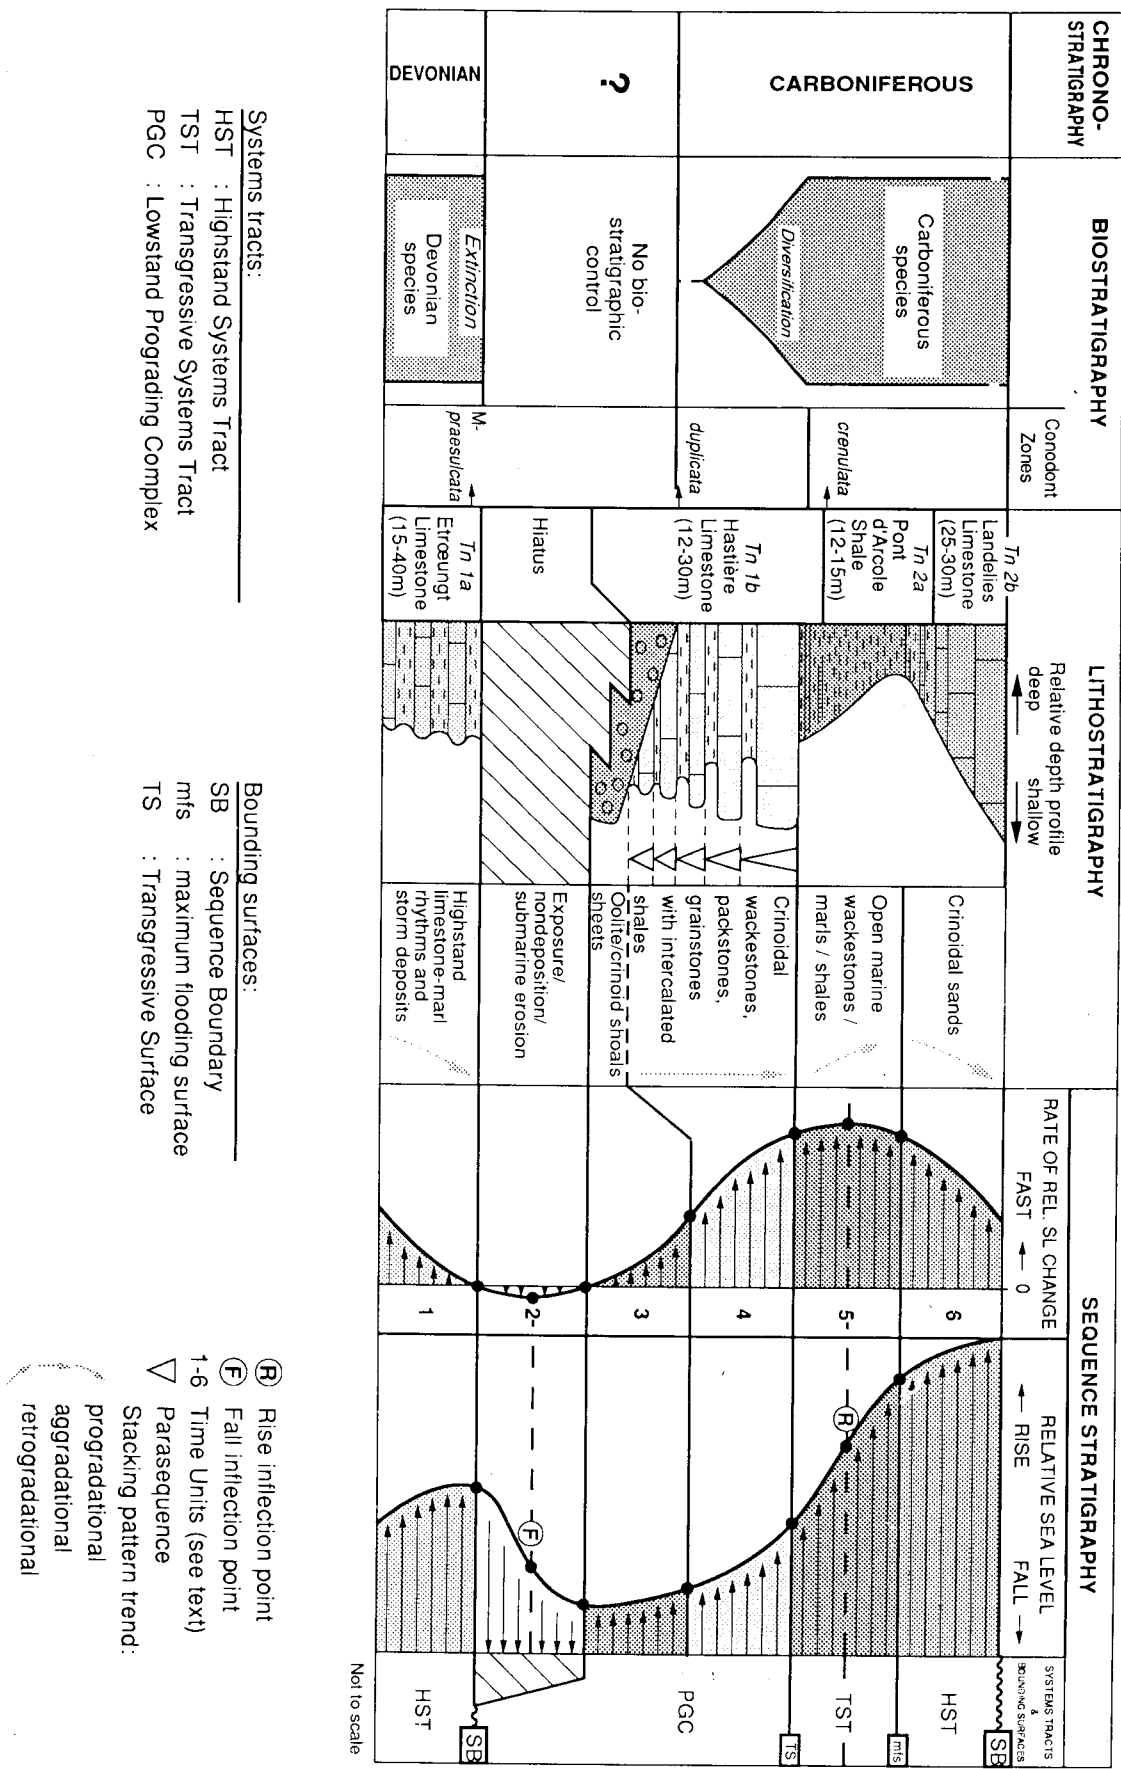 CHRONO-
STRATIGRAPHY
BIOSTRATIGRAPHY
LITHOSTRATIGRAPHY
SEQUENCE STRATIGRAPHY
Conodont
Zones
Relative depth profile
deep
shallow
RATE OF REL. SL CHANGE
FAST
0
RELATIVE SEA LEVEL
RISE
FALL
SYSTEMS TRACTS
&
BOUNDING SURFACES
CARBONIFEROUS
?
DEVONIAN
Carboniferous
species
Diversification
No bio-
stratigraphic
control
Extinction
Devonian
species
crenulata
duplicata
M-
praesulcata
Tn 2b
Landelies
Limestone
(25-30m)
Tn 2a
Pont
d'Arcole
Shale
(12-15m)
Tn 1b
Hastière
Limestone
(12-30m)
Hiatus
Tn 1a
Etrœungt
Limestone
(15-40m)
Crinoidal sands
Open marine
wackestones /
marls / shales
Crinoidal
wackestones,
packstones,
grainstones
with intercalated
shales
Oolite/crinoid shoals
sheets
Exposure/
nondeposition/
submarine erosion
Highstand
limestone-marl
rhythms and
storm deposits
6
5-
4
3
2-
1
R
F
SB
HST
mfs
TST
TS
PGC
SB
HST
Not to scale
Systems tracts:
HST : Highstand Systems Tract
TST : Transgressive Systems Tract
PGC : Lowstand Prograding Complex
Bounding surfaces:
SB : Sequence Boundary
mfs : maximum flooding surface
TS : Transgressive Surface
R Rise inflection point
F Fall inflection point
1-6 Time Units (see text)
Parasequence
Stacking pattern trend:
progradational
aggradational
retrogradational